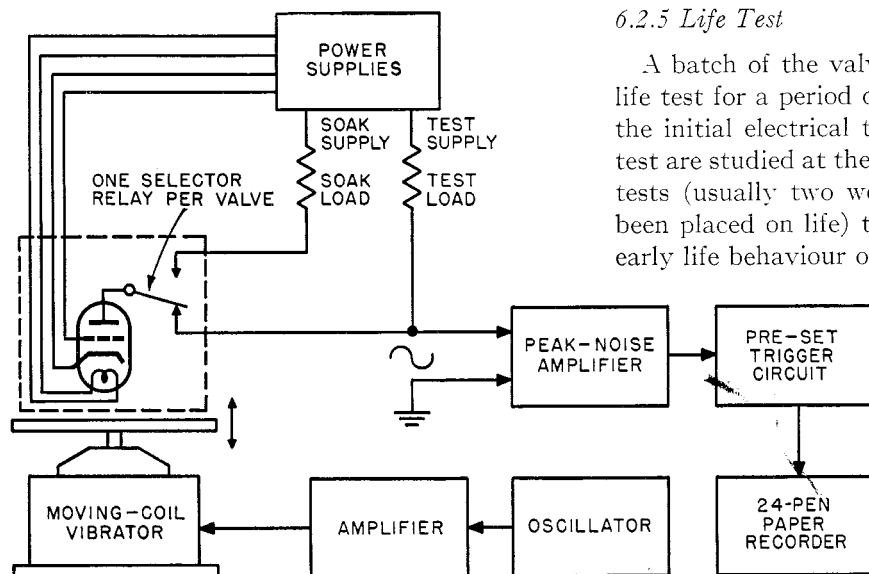 POWER
SUPPLIES
SOAK
SUPPLY
SOAK
LOAD
TEST
SUPPLY
TEST
LOAD
ONE SELECTOR
RELAY PER VALVE
PEAK-NOISE
AMPLIFIER
PRE-SET
TRIGGER
CIRCUIT
MOVING-COIL
VIBRATOR
AMPLIFIER
OSCILLATOR
24-PEN
PAPER
RECORDER
6.2.5 Life Test
A batch of the valv
life test for a period o
the initial electrical t
test are studied at the
tests (usually two we
been placed on life) t
early life behaviour o